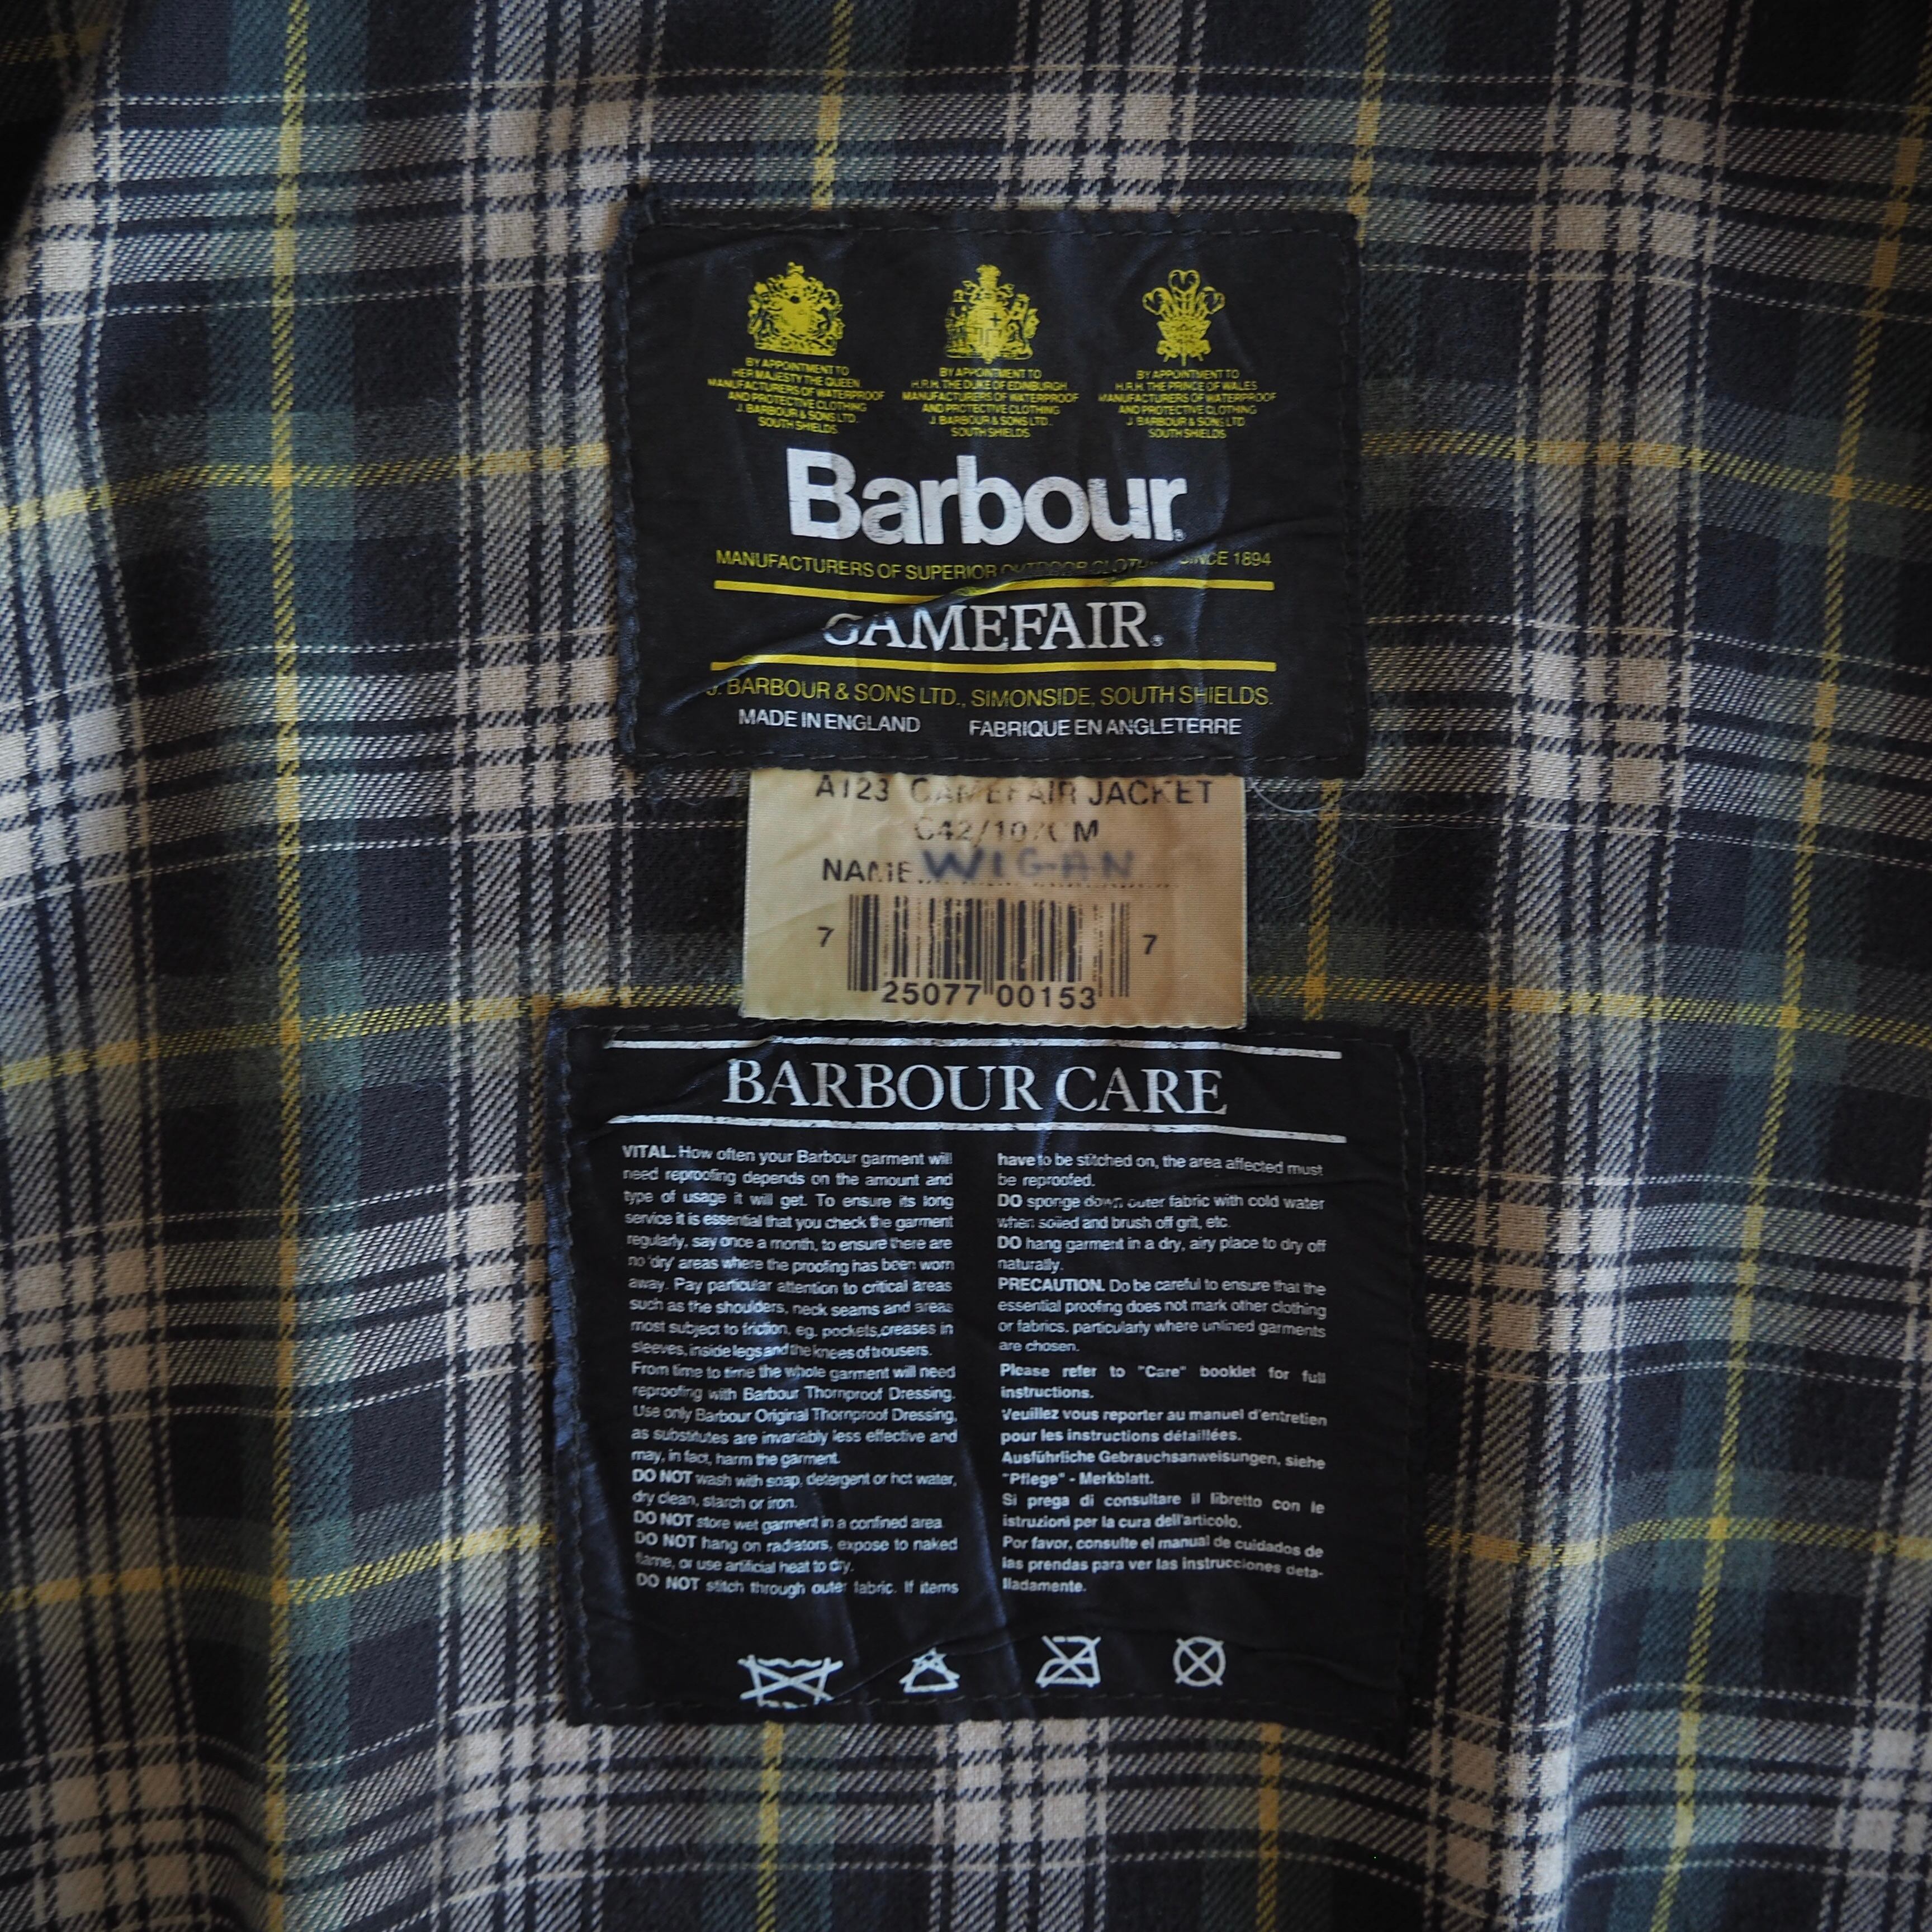 BY APPOINTMENT TO
HER MAJESTY THE QUEEN
MANUFACTURERS OF WATERPROOF
AND PROTECTIVE CLOTHING
J. BARBOUR & SONS LTD.
SOUTH SHIELDS
BY APPOINTMENT TO
H.R.H. THE DUKE OF EDINBURGH
MANUFACTURERS OF WATERPROOF
AND PROTECTIVE CLOTHING
J. BARBOUR & SONS LTD.
SOUTH SHIELDS
BY APPOINTMENT TO
H.R.H. THE PRINCE OF WALES
MANUFACTURERS OF WATERPROOF
AND PROTECTIVE CLOTHING
J. BARBOUR & SONS LTD
SOUTH SHIELDS
Barbour®
MANUFACTURERS OF SUPERIOR OUTDOOR SINCE 1894
GAMEFAIR®
J. BARBOUR & SONS LTD., SIMONSIDE, SOUTH SHIELDS.
MADE IN ENGLAND FABRIQUE EN ANGLETERRE
A123 GAMEFAIR JACKET
C42/107CM
NAME WIGAN
7 25077 00153 7
BARBOUR CARE
VITAL. How often your Barbour garment will
need reproofing depends on the amount and
type of usage it will get. To ensure its long
service it is essential that you check the garment
regularly, say once a month, to ensure there are
no 'dry' areas where the proofing has been worn
away. Pay particular attention to critical areas
such as the shoulders, neck seams and areas
most subject to friction, eg. pockets,creases in
sleeves, inside legs and the knees of trousers.
From time to time the whole garment will need
reproofing with Barbour Thornproof Dressing.
Use only Barbour Original Thornproof Dressing,
as substitutes are invariably less effective and
may, in fact, harm the garment.
DO NOT wash with soap, detergent or hot water,
dry clean, starch or iron.
DO NOT store wet garment in a confined area.
DO NOT hang on radiators, expose to naked
flame, or use artificial heat to dry.
DO NOT stitch through outer fabric. If items
have to be stitched on, the area affected must
be reproofed.
DO sponge down outer fabric with cold water
when soiled and brush off grit, etc.
DO hang garment in a dry, airy place to dry off
naturally.
PRECAUTION. Do be careful to ensure that the
essential proofing does not mark other clothing
or fabrics, particularly where unlined garments
are chosen.
Please refer to "Care" booklet for full
instructions.
Veuillez vous reporter au manuel d'entretien
pour les instructions détaillées.
Ausführliche Gebrauchsanweisungen, siehe
"Pflege" - Merkblatt.
Si prega di consultare il libretto con le
istruzioni per la cura dell'articolo.
Por favor, consulte el manual de cuidados de
las prendas para ver las instrucciones deta-
lladamente.